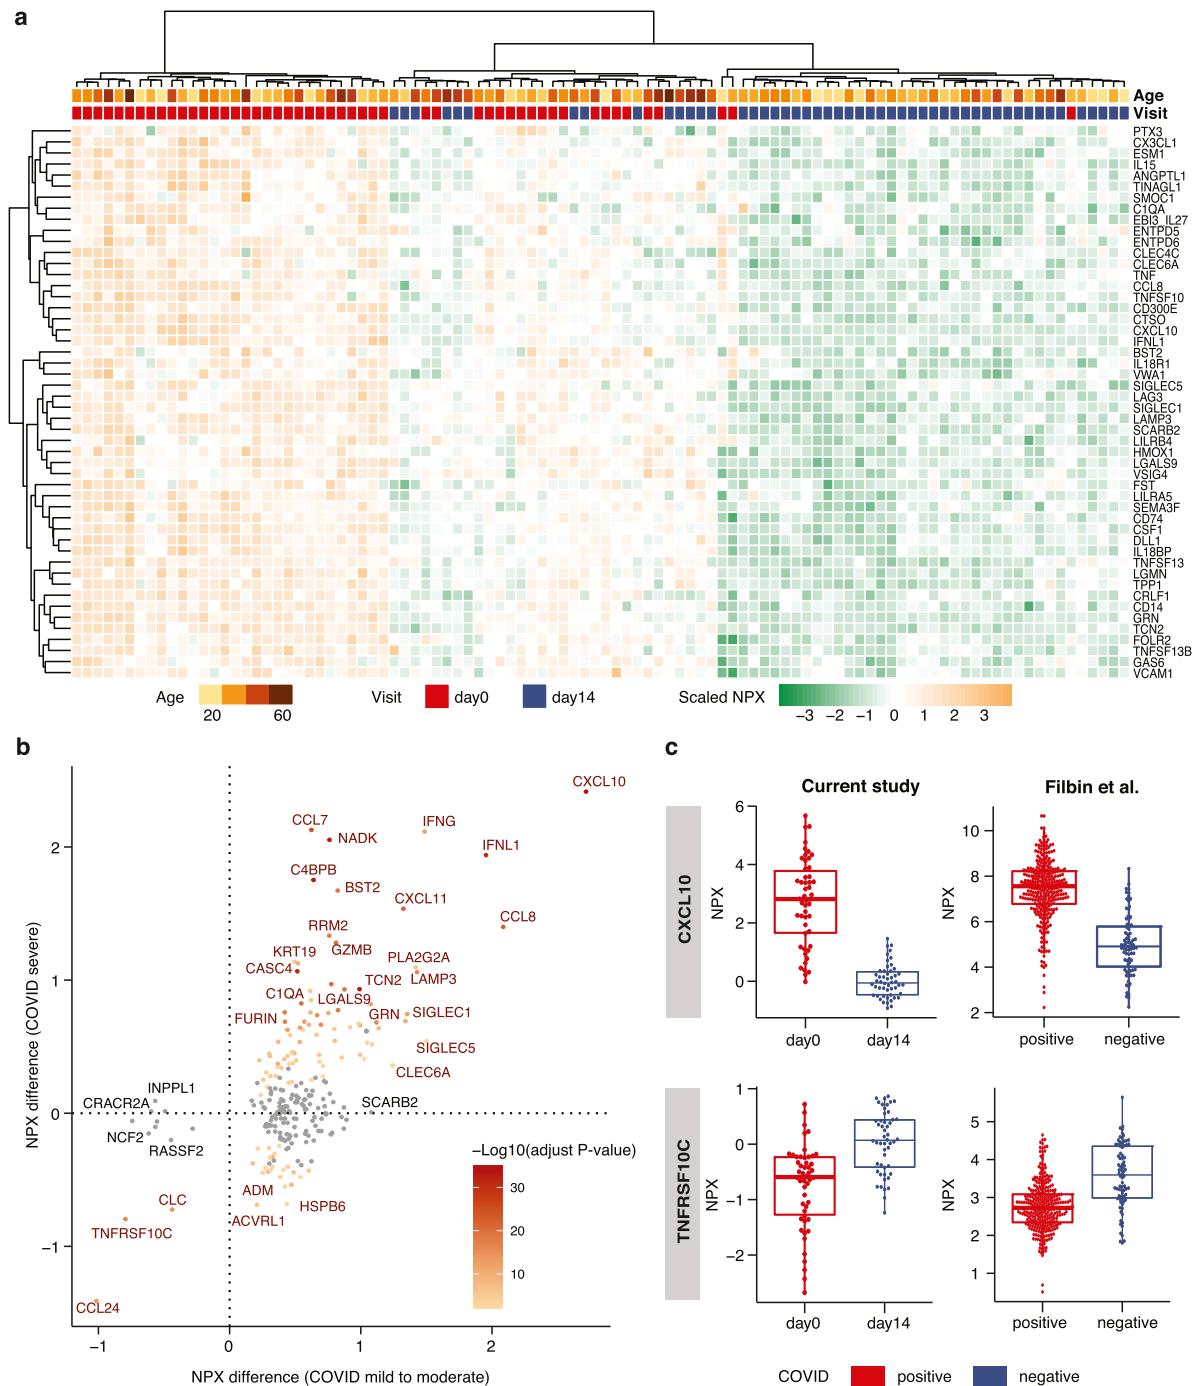 a
Age
Visit
PTX3
CX3CL1
ESM1
IL15
ANGPTL1
TINAGL1
SMOC1
C1QA
EBI3_IL27
ENTPD5
ENTPD6
CLEC4C
CLEC6A
TNF
CCL8
TNFSF10
CD300E
CTSO
CXCL10
IFNL1
BST2
IL18R1
VWA1
SIGLEC5
LAG3
SIGLEC1
LAMP3
SCARB2
LILRB4
HMOX1
LGALS9
VSIG4
FST
LILRA5
SEMA3F
CD74
CSF1
DLL1
IL18BP
TNFSF13
LGMN
TPP1
CRLF1
CD14
GRN
TCN2
FOLR2
TNFSF13B
GAS6
VCAM1
Age
20
60
Visit
day0
day14
Scaled NPX
−3 −2 −1 0 1 2 3
b
NPX difference (COVID severe)
2
1
0
−1
CXCL10
CCL7
NADK
IFNG
IFNL1
C4BPB
BST2
CXCL11
CCL8
RRM2
GZMB
KRT19
CASC4
PLA2G2A
LAMP3
TCN2
C1QA
LGALS9
FURIN
GRN
SIGLEC1
SIGLEC5
CLEC6A
INPPL1
CRACR2A
SCARB2
NCF2
RASSF2
ADM
CLC
HSPB6
ACVRL1
TNFRSF10C
CCL24
−Log10(adjust P-value)
30
20
10
−1 0 1 2
NPX difference (COVID mild to moderate)
c
Current study
Filbin et al.
CXCL10
NPX
6
4
2
0
day0
day14
NPX
10
8
6
4
2
positive
negative
TNFRSF10C
NPX
1
0
−1
−2
day0
day14
NPX
5
4
3
2
1
positive
negative
COVID
positive
negative